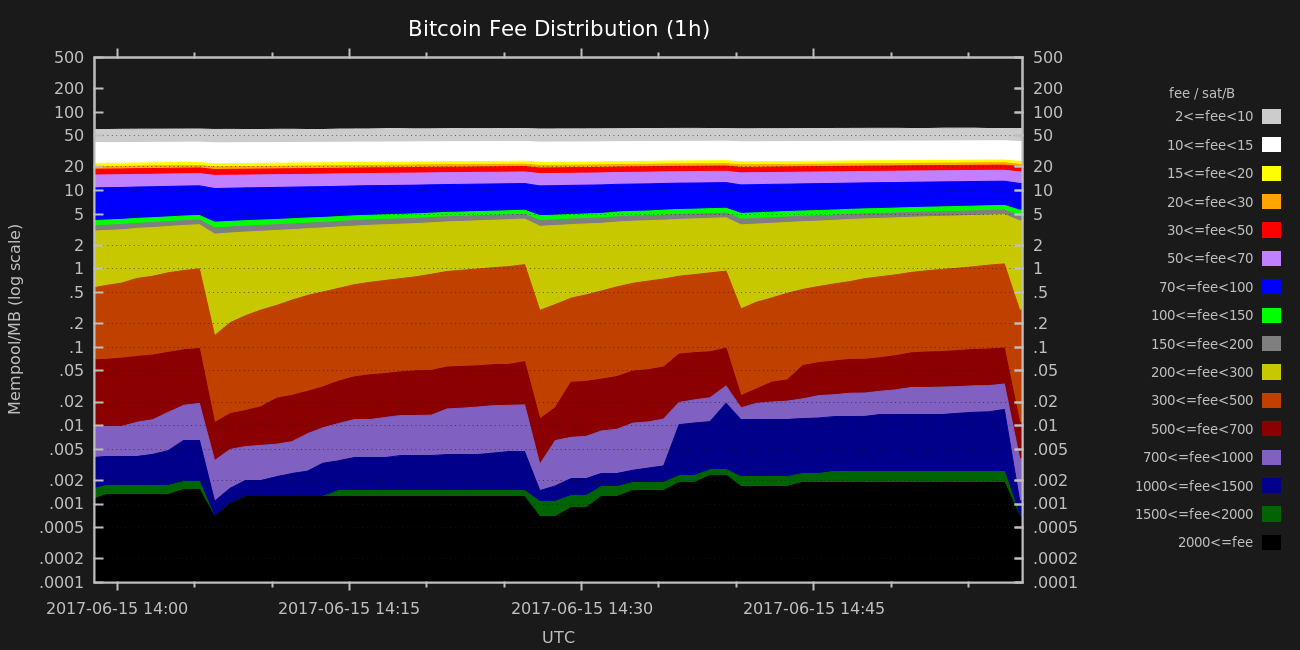 Bitcoin Fee Distribution (1h)
500 500
200 200
100 100
50 50
20 20
10 10
5 5
2 2
1 1
.5 .5
.2 .2
.1 .1
.05 .05
.02 .02
.01 .01
.005 .005
.002 .002
.001 .001
.0005 .0005
.0002 .0002
.0001 .0001
Mempool/MB (log scale)
2017-06-15 14:00 2017-06-15 14:15 2017-06-15 14:30 2017-06-15 14:45
UTC
fee / sat/B
2<=fee<10
10<=fee<15
15<=fee<20
20<=fee<30
30<=fee<50
50<=fee<70
70<=fee<100
100<=fee<150
150<=fee<200
200<=fee<300
300<=fee<500
500<=fee<700
700<=fee<1000
1000<=fee<1500
1500<=fee<2000
2000<=fee